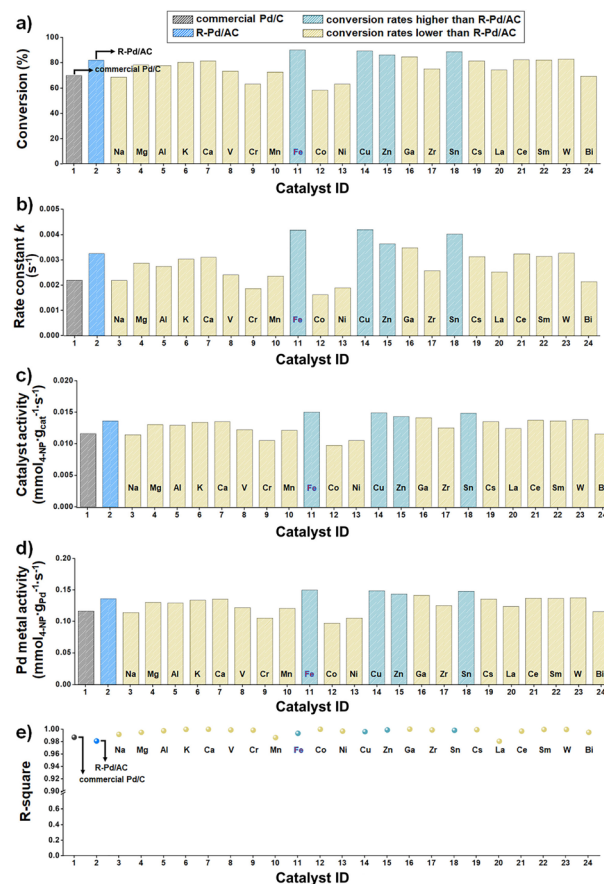 commercial Pd/C
conversion rates higher than R-Pd/AC
R-Pd/AC
conversion rates lower than R-Pd/AC
a)
Conversion (%)
100
80
60
40
20
0
R-Pd/AC
commercial Pd/C
Na Mg Al K Ca V Cr Mn Fe Co Ni Cu Zn Ga Zr Sn Cs La Ce Sm W Bi
1 2 3 4 5 6 7 8 9 10 11 12 13 14 15 16 17 18 19 20 21 22 23 24
Catalyst ID
b)
Rate constant k
(s⁻¹)
0.005
0.004
0.003
0.002
0.001
0.000
Na Mg Al K Ca V Cr Mn Fe Co Ni Cu Zn Ga Zr Sn Cs La Ce Sm W Bi
1 2 3 4 5 6 7 8 9 10 11 12 13 14 15 16 17 18 19 20 21 22 23 24
Catalyst ID
c)
Catalyst activity
(mmol₄₋NP·gcat⁻¹·s⁻¹)
0.020
0.015
0.010
0.005
0.000
Na Mg Al K Ca V Cr Mn Fe Co Ni Cu Zn Ga Zr Sn Cs La Ce Sm W Bi
1 2 3 4 5 6 7 8 9 10 11 12 13 14 15 16 17 18 19 20 21 22 23 24
Catalyst ID
d)
Pd metal activity
(mmol₄₋NP·gPd⁻¹·s⁻¹)
0.20
0.15
0.10
0.05
0.00
Na Mg Al K Ca V Cr Mn Fe Co Ni Cu Zn Ga Zr Sn Cs La Ce Sm W Bi
1 2 3 4 5 6 7 8 9 10 11 12 13 14 15 16 17 18 19 20 21 22 23 24
Catalyst ID
e)
R-square
1.00
0.98
0.96
0.94
0.92
0.90
0.8
0.6
0.4
0.2
0.0
Na Mg Al K Ca V Cr Mn Fe Co Ni Cu Zn Ga Zr Sn Cs La Ce Sm W Bi
R-Pd/AC
commercial Pd/C
1 2 3 4 5 6 7 8 9 10 11 12 13 14 15 16 17 18 19 20 21 22 23 24
Catalyst ID